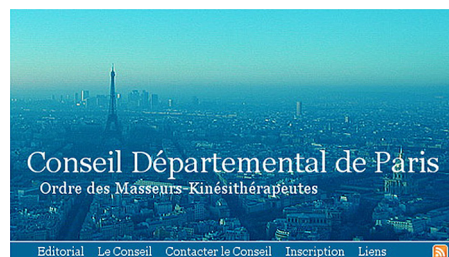 Conseil Départemental de Paris
Ordre des Masseurs-Kinésithérapeutes
Editorial Le Conseil Contacter le Conseil Inscription Liens